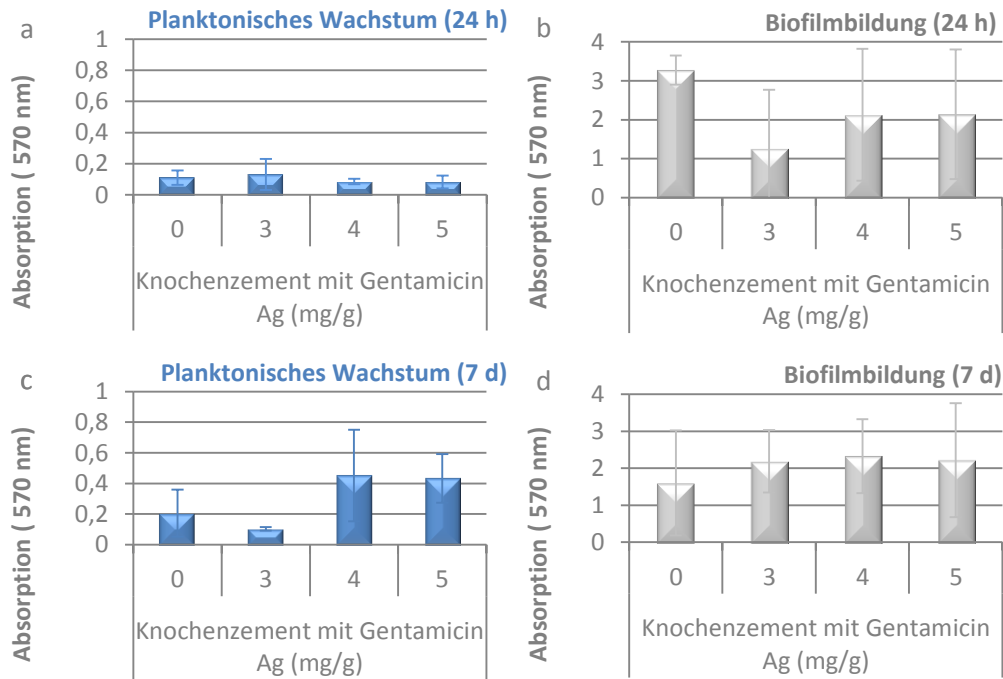 a
Planktonisches Wachstum (24 h)
Absorption ( 570 nm)
1
0,8
0,6
0,4
0,2
0
0 3 4 5
Knochenzement mit Gentamicin
Ag (mg/g)
b
Biofilmbildung (24 h)
Absorption ( 570 nm)
4
3
2
1
0
0 3 4 5
Knochenzement mit Gentamicin
Ag (mg/g)
c
Planktonisches Wachstum (7 d)
Absorption ( 570 nm)
1
0,8
0,6
0,4
0,2
0
0 3 4 5
Knochenzement mit Gentamicin
Ag (mg/g)
d
Biofilmbildung (7 d)
Absorption ( 570 nm)
4
3
2
1
0
0 3 4 5
Knochenzement mit Gentamicin
Ag (mg/g)